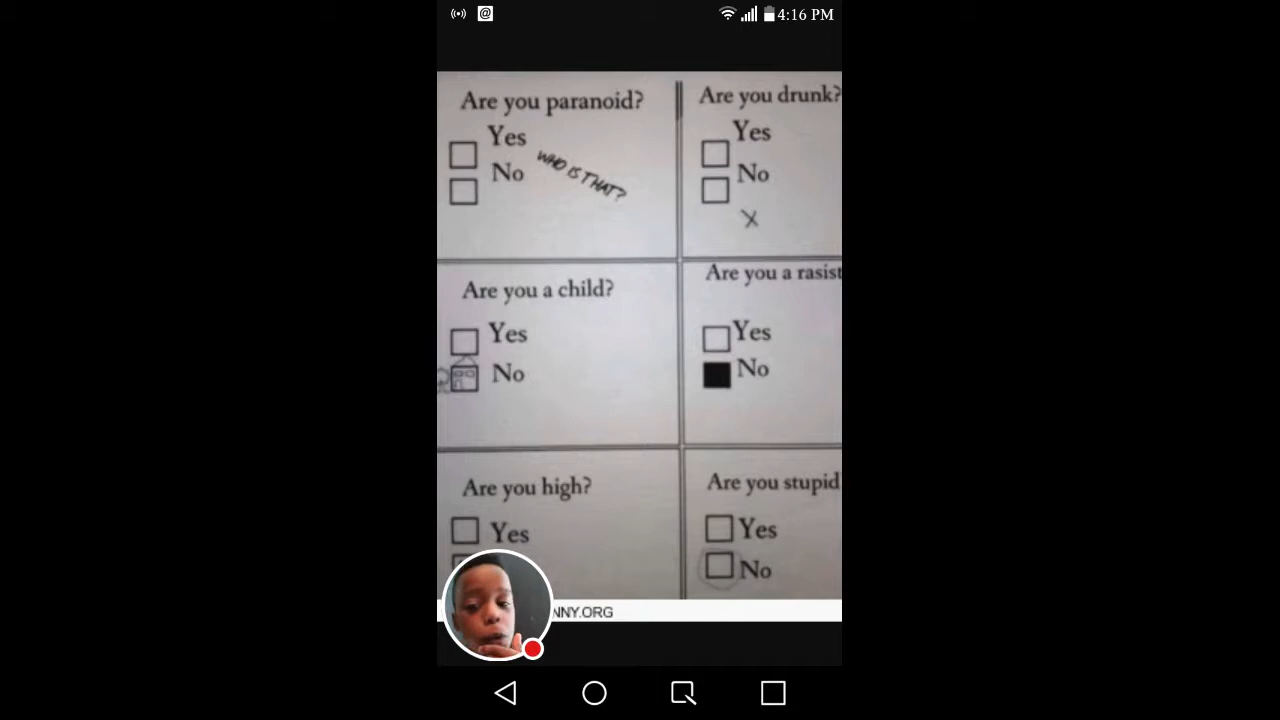 4:16 PM
Are you paranoid?
Yes
No
WHO IS THAT?
Are you drunk?
Yes
No
X
Are you a child?
Yes
No
Are you a rasist
Yes
No
Are you high?
Yes
Are you stupid
Yes
No
NNY.ORG